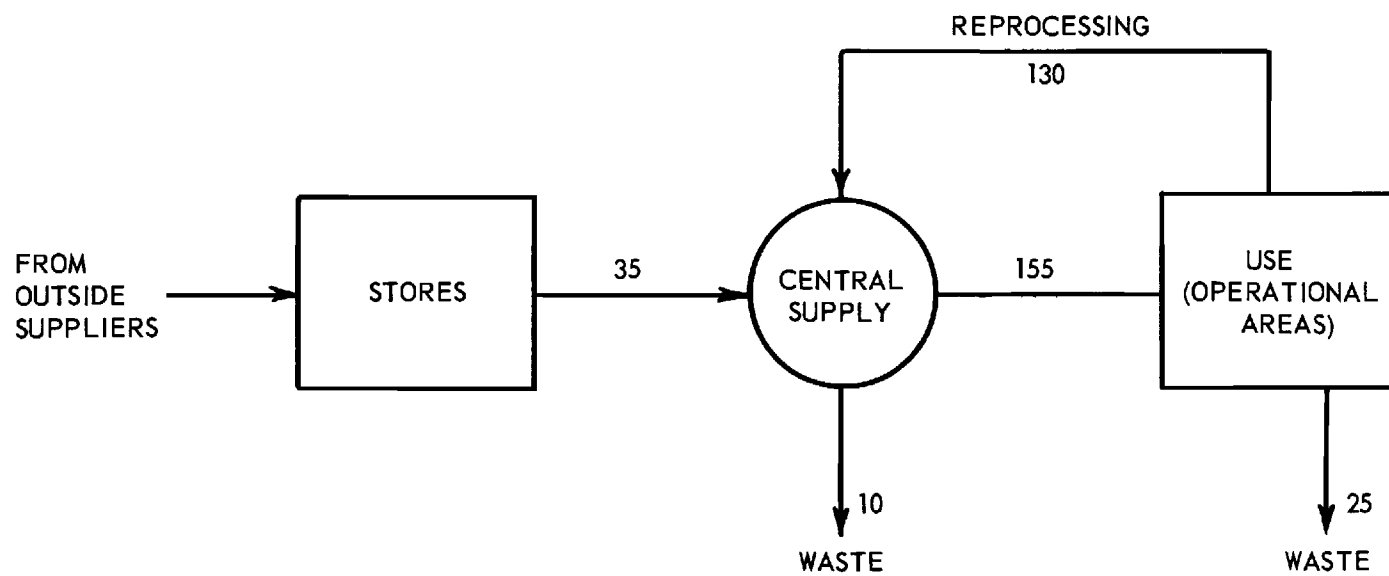 REPROCESSING
130
FROM
OUTSIDE
SUPPLIERS
STORES
35
CENTRAL
SUPPLY
155
USE
(OPERATIONAL
AREAS)
10
WASTE
25
WASTE